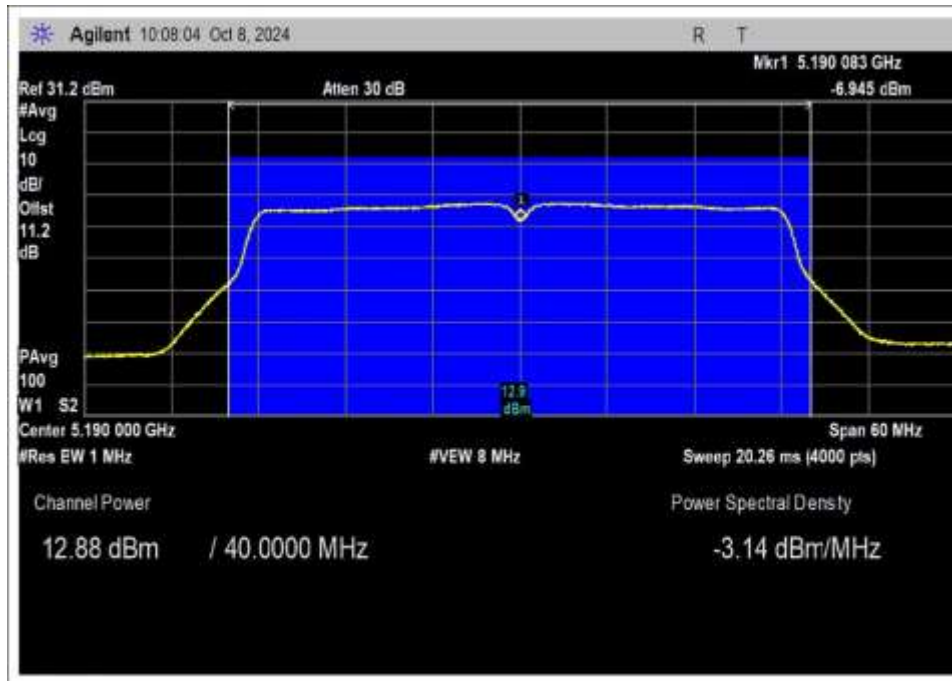 Agilent 10:08:04 Oct 8, 2024
R T
Mkr1 5.190 083 GHz
Ref 31.2 dBm Atten 30 dB -6.945 dBm
#Avg
Log
10
dB/
Offst
11.2
dB
1
PAvg
100
W1 S2
12.9
dBm
Center 5.190 000 GHz Span 60 MHz
#Res BW 1 MHz #VBW 8 MHz Sweep 20.26 ms (4000 pts)
Channel Power Power Spectral Density
12.88 dBm / 40.0000 MHz -3.14 dBm/MHz